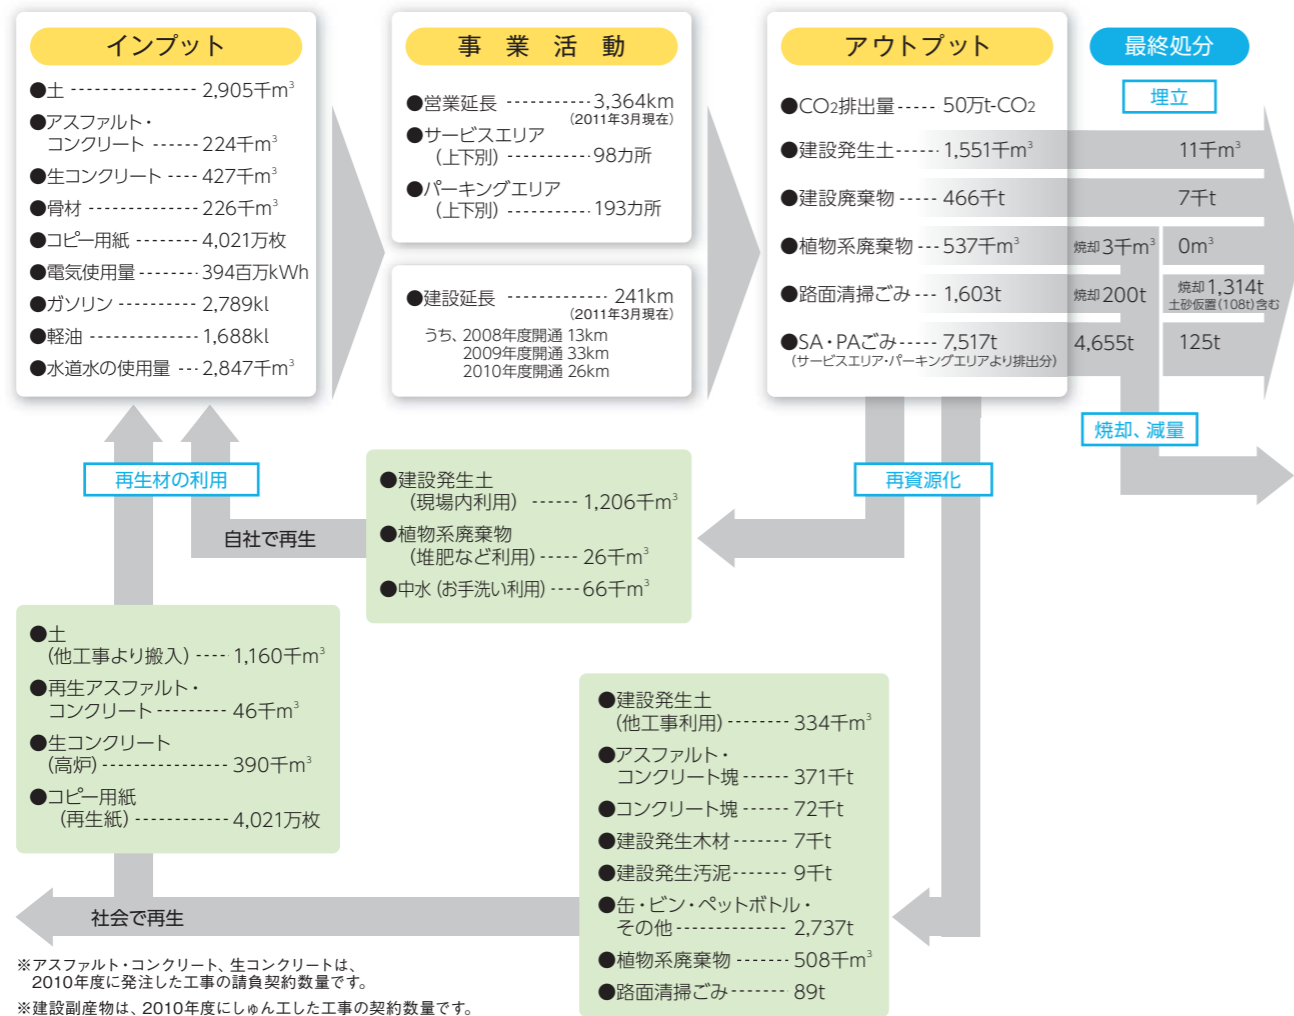 インプット
●土 ---------------- 2,905千m³
●アスファルト・
コンクリート ------ 224千m³
●生コンクリート ---- 427千m³
●骨材 ------------- 226千m³
●コピー用紙 -------- 4,021万枚
●電気使用量-------- 394百万kWh
●ガソリン ---------- 2,789kl
●軽油 ------------- 1,688kl
●水道水の使用量 --- 2,847千m³
事業活動
●営業延長 ----------- 3,364km
(2011年3月現在)
●サービスエリア
(上下別) ----------- 98カ所
●パーキングエリア
(上下別) ----------- 193カ所
●建設延長 ------------- 241km
(2011年3月現在)
うち、2008年度開通 13km
2009年度開通 33km
2010年度開通 26km
アウトプット
●CO2排出量----- 50万t-CO2
●建設発生土----- 1,551千m³
●建設廃棄物----- 466千t
●植物系廃棄物--- 537千m³
●路面清掃ごみ--- 1,603t
●SA・PAごみ----- 7,517t
(サービスエリア・パーキングエリアより排出分)
最終処分
埋立
11千m³
7千t
焼却 3千m³
0m³
焼却 200t
焼却 1,314t
土砂仮置(108t)含む
4,655t
125t
焼却、減量
再生材の利用
再資源化
自社で再生
●建設発生土
(現場内利用) ------ 1,206千m³
●植物系廃棄物
(堆肥など利用) ----- 26千m³
●中水 (お手洗い利用) ---- 66千m³
●土
(他工事より搬入) ---- 1,160千m³
●再生アスファルト・
コンクリート --------- 46千m³
●生コンクリート
(高炉) ---------------- 390千m³
●コピー用紙
(再生紙) ------------ 4,021万枚
社会で再生
●建設発生土
(他工事利用) -------- 334千m³
●アスファルト・
コンクリート塊 ------ 371千t
●コンクリート塊 ------ 72千t
●建設発生木材 ------- 7千t
●建設発生汚泥------- 9千t
●缶・ビン・ペットボトル・
その他 -------------- 2,737t
●植物系廃棄物 ------- 508千m³
●路面清掃ごみ------- 89t
※アスファルト・コンクリート、生コンクリートは、
2010年度に発注した工事の請負契約数量です。
※建設副産物は、2010年度にしゅん工した工事の契約数量です。